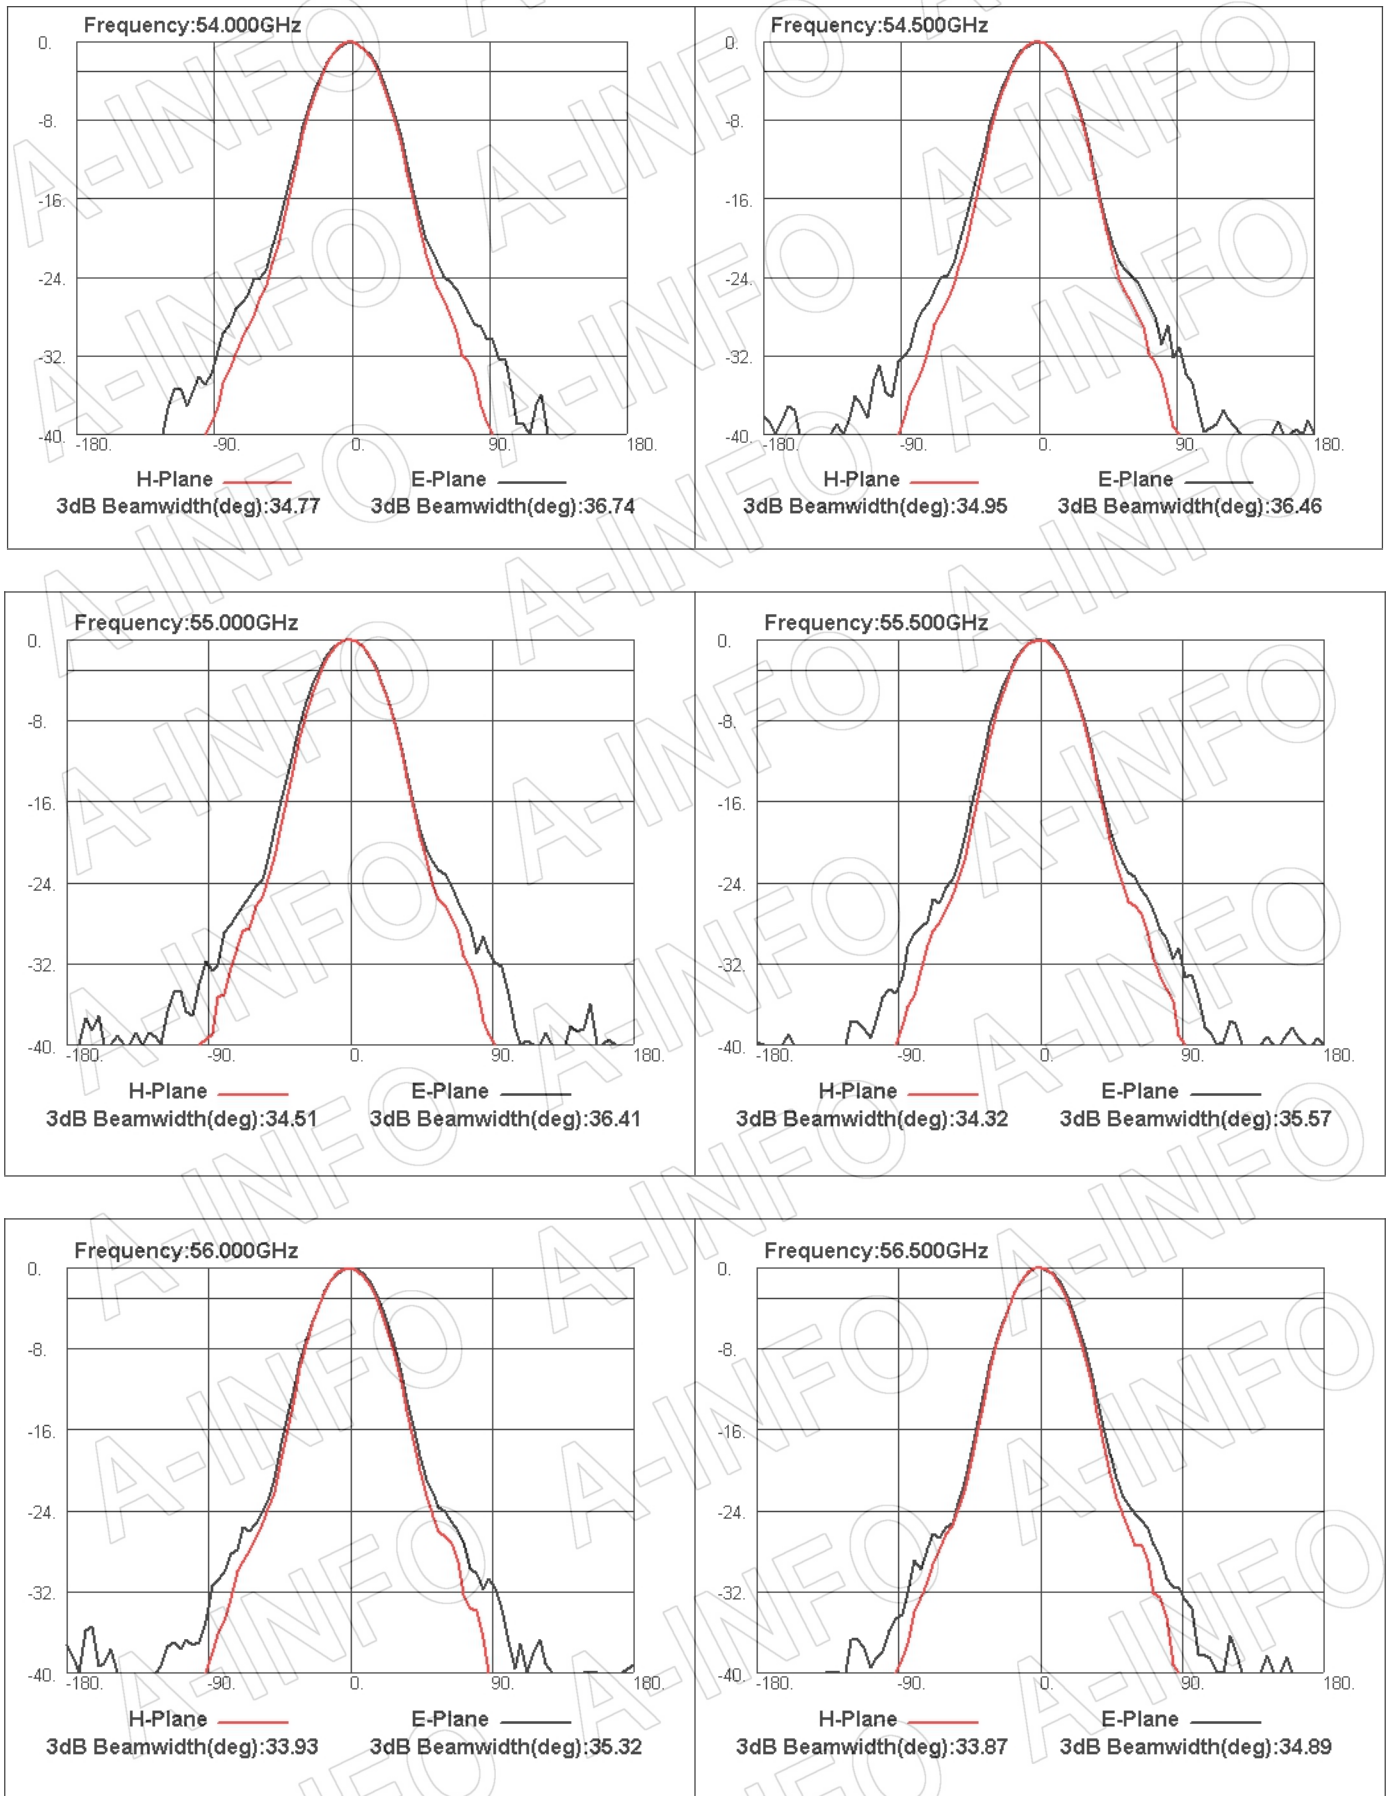 Frequency:54.000GHz
0.
-8.
-16.
-24.
-32.
-40.
-180.
-90.
0.
90.
180.
H-Plane
E-Plane
3dB Beamwidth(deg):34.77
3dB Beamwidth(deg):36.74
Frequency:54.500GHz
0.
-8.
-16.
-24.
-32.
-40.
-180.
-90.
0.
90.
180.
H-Plane
E-Plane
3dB Beamwidth(deg):34.95
3dB Beamwidth(deg):36.46
Frequency:55.000GHz
0.
-8.
-16.
-24.
-32.
-40.
-180.
-90.
0.
90.
180.
H-Plane
E-Plane
3dB Beamwidth(deg):34.51
3dB Beamwidth(deg):36.41
Frequency:55.500GHz
0.
-8.
-16.
-24.
-32.
-40.
-180.
-90.
0.
90.
180.
H-Plane
E-Plane
3dB Beamwidth(deg):34.32
3dB Beamwidth(deg):35.57
Frequency:56.000GHz
0.
-8.
-16.
-24.
-32.
-40.
-180.
-90.
0.
90.
180.
H-Plane
E-Plane
3dB Beamwidth(deg):33.93
3dB Beamwidth(deg):35.32
Frequency:56.500GHz
0.
-8.
-16.
-24.
-32.
-40.
-180.
-90.
0.
90.
180.
H-Plane
E-Plane
3dB Beamwidth(deg):33.87
3dB Beamwidth(deg):34.89
A-INFO